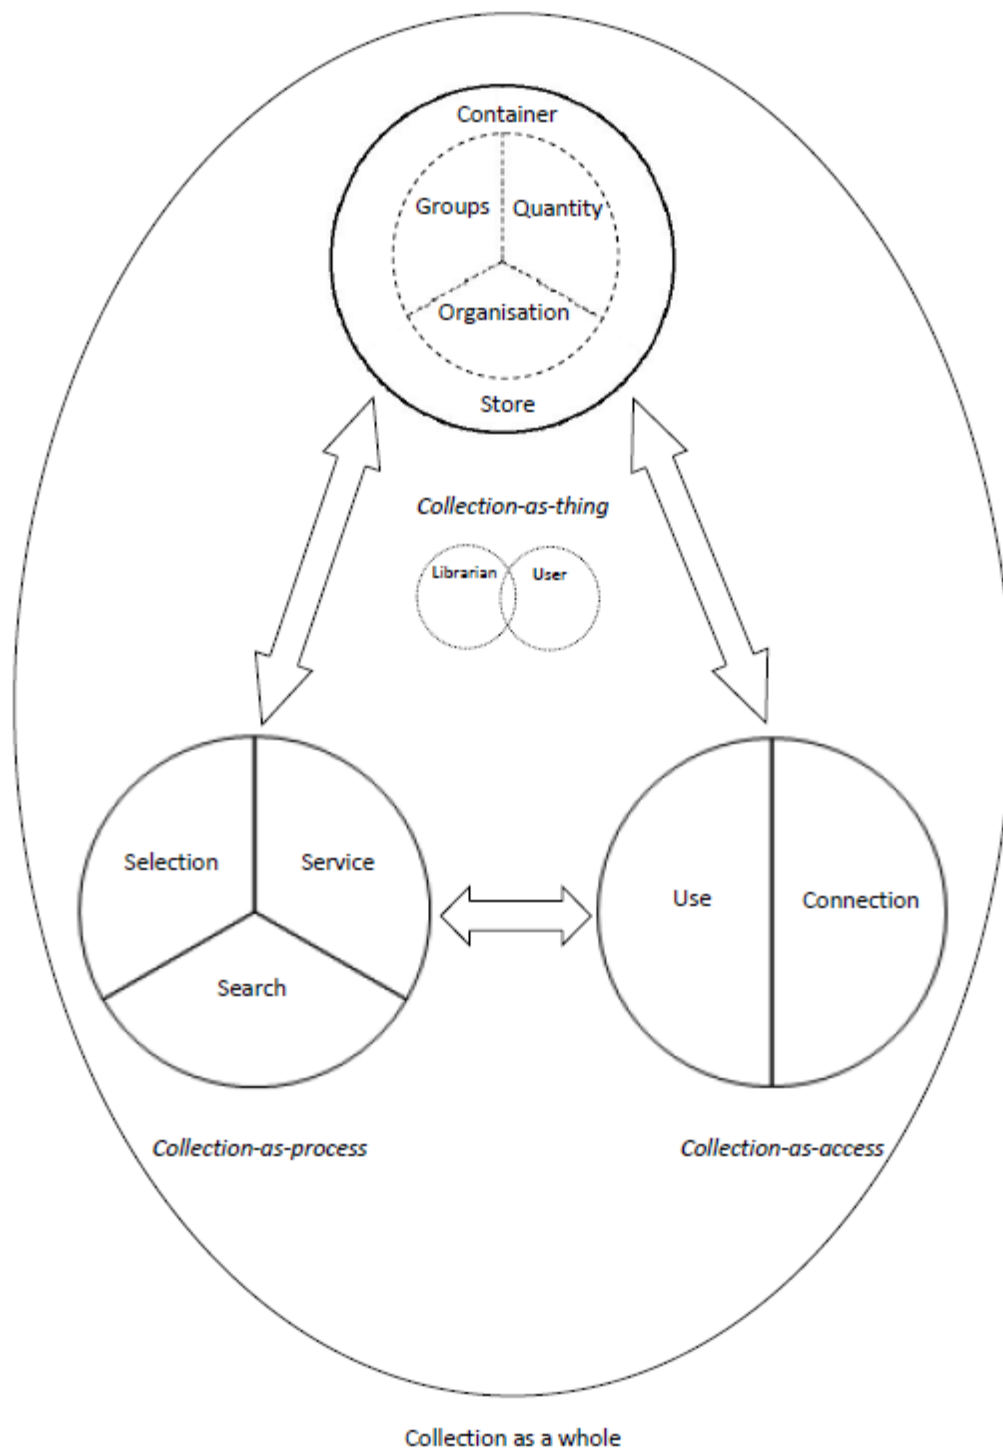 Container
Groups
Quantity
Organisation
Store
Collection-as-thing
Librarian
User
Selection
Service
Search
Use
Connection
Collection-as-process
Collection-as-access
Collection as a whole